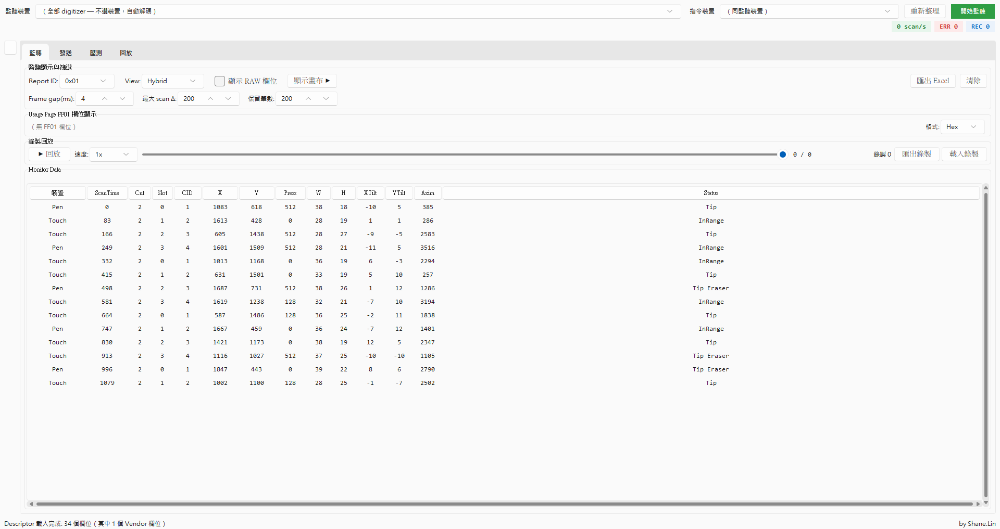 監聽裝置 （全部 digitizer — 不選裝置，自動解碼） 指令裝置 （同監聽裝置） 重新整理 開始監聽
0 scan/s ERR 0 REC 0
監聽 發送 壓測 回放
監聽顯示與篩選
Report ID: 0x01 View: Hybrid 顯示 RAW 欄位 顯示畫布 ▶ 匯出 Excel 清除
Frame gap(ms): 4 最大 scan Δ: 200 保留筆數: 200
Usage Page FF01 欄位顯示
（無 FF01 欄位） 格式: Hex
錄製回放
▶ 回放 速度: 1x 0 / 0 錄製 0 匯出錄製 載入錄製
Monitor Data
裝置 ScanTime Cnt Slot CID X Y Press W H XTilt YTilt Azim Status
Pen 0 2 0 1 1083 618 512 38 18 -10 5 385 Tip
Touch 83 2 1 2 1613 428 0 28 19 1 1 286 InRange
Touch 166 2 2 3 605 1438 512 28 27 -9 -5 2583 Tip
Pen 249 2 3 4 1601 1509 512 28 21 -11 5 3516 InRange
Touch 332 2 0 1 1013 1168 0 36 19 6 -3 2294 InRange
Touch 415 2 1 2 631 1501 0 33 19 5 10 257 Tip
Pen 498 2 2 3 1687 731 512 38 26 1 12 1286 Tip Eraser
Touch 581 2 3 4 1619 1238 128 32 21 -7 10 3194 InRange
Touch 664 2 0 1 587 1486 128 36 25 -2 11 1838 Tip
Pen 747 2 1 2 1667 459 0 36 24 -7 12 1401 InRange
Touch 830 2 2 3 1421 1173 0 38 19 12 5 2347 Tip
Touch 913 2 3 4 1116 1027 512 37 25 -10 -10 1105 Tip Eraser
Pen 996 2 0 1 1847 443 0 39 22 8 6 2790 Tip Eraser
Touch 1079 2 1 2 1002 1100 128 28 25 -1 -7 2502 Tip
Descriptor 載入完成: 34 個欄位（其中 1 個 Vendor 欄位） by Shane.Lin